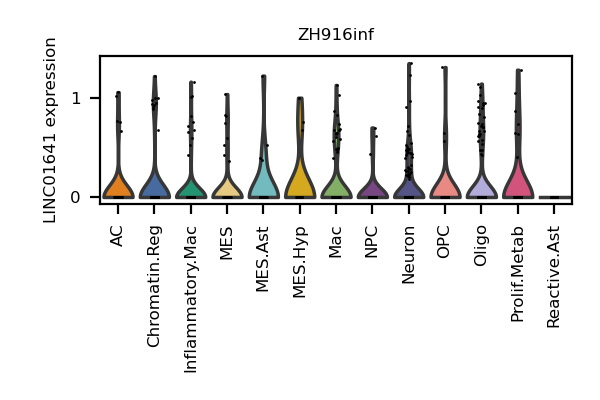 ZH916inf
LINC01641 expression
1
0
AC
Chromatin.Reg
Inflammatory.Mac
MES
MES.Ast
MES.Hyp
Mac
NPC
Neuron
OPC
Oligo
Prolif.Metab
Reactive.Ast